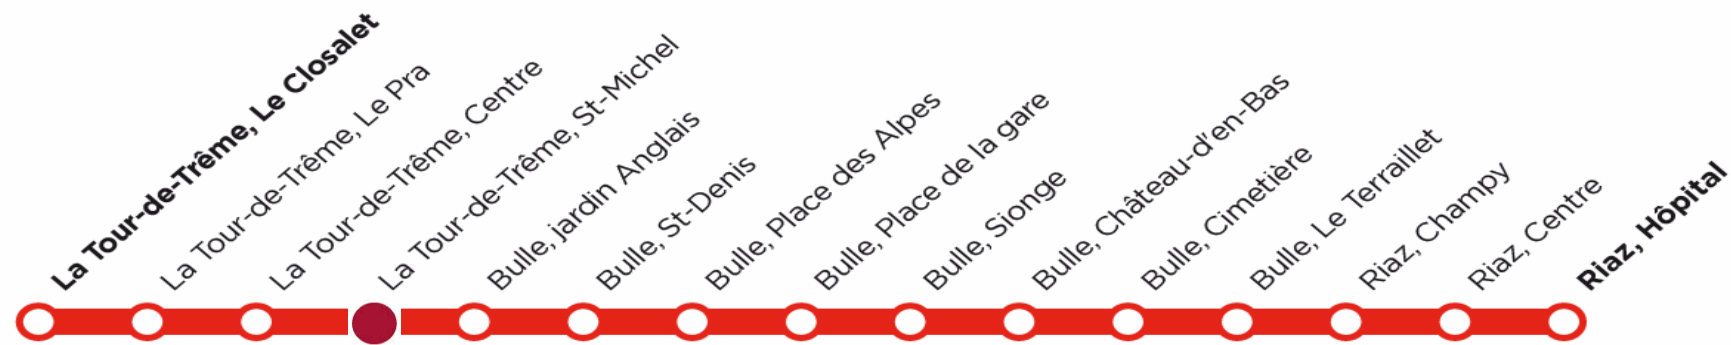 La Tour-de-Trême, Le Closalet
La Tour-de-Trême, Le Pra
La Tour-de-Trême, Centre
La Tour-de-Trême, St-Michel
Bulle, jardin Anglais
Bulle, St-Denis
Bulle, Place des Alpes
Bulle, Place de la gare
Bulle, Sionge
Bulle, Château-d'en-Bas
Bulle, Cimetière
Bulle, Le Terraillet
Riaz, Champy
Riaz, Centre
Riaz, Hôpital